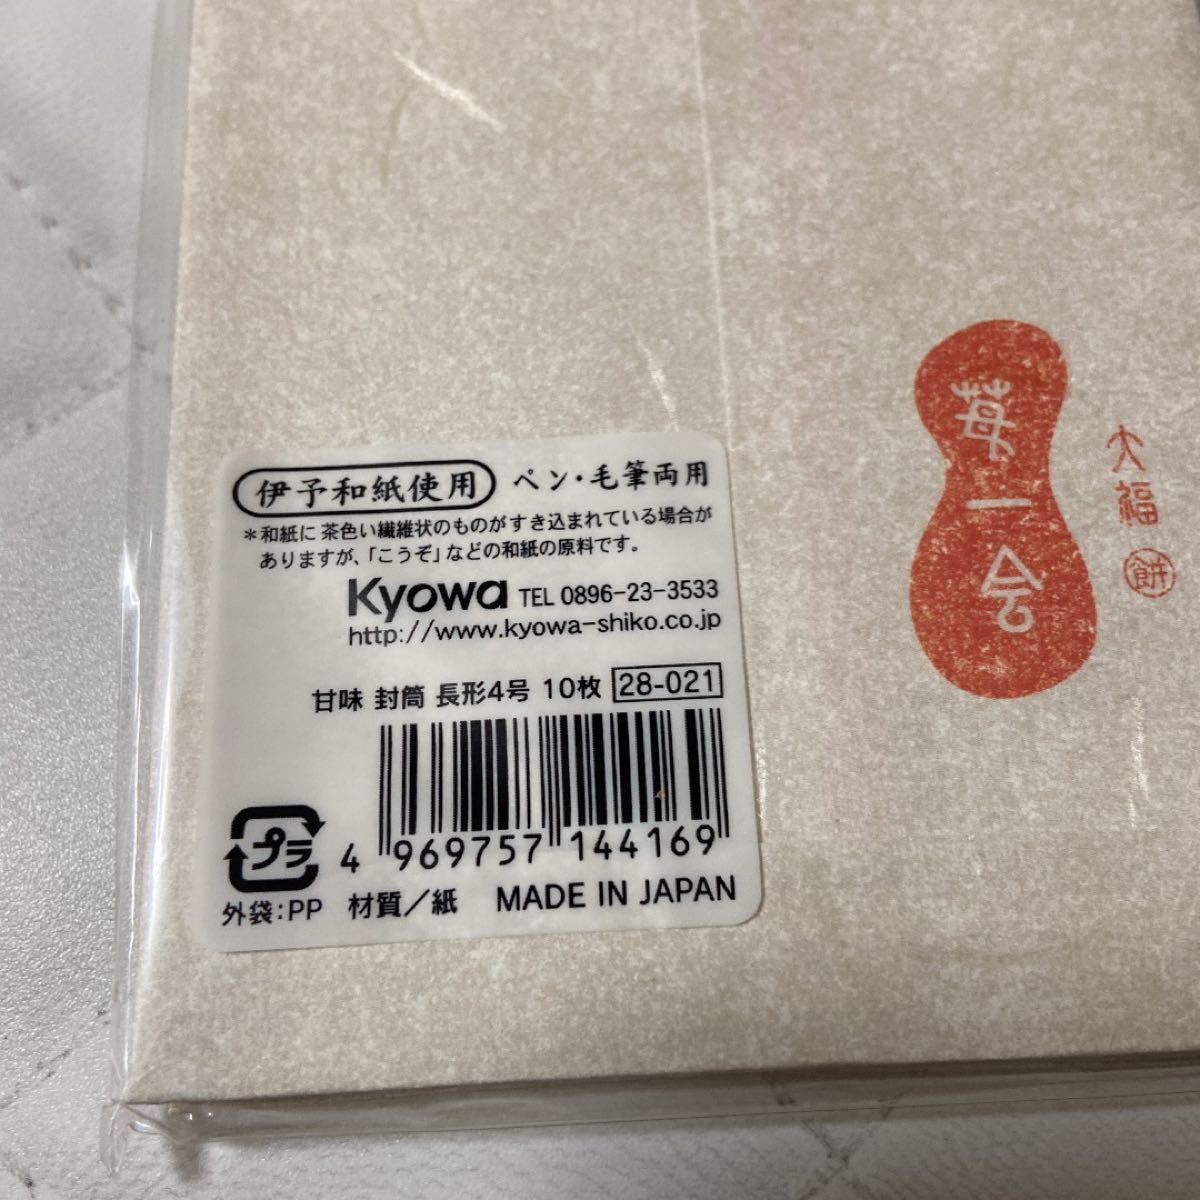 伊予和紙使用 ペン・毛筆両用
*和紙に茶色い繊維状のものがすき込まれている場合が
ありますが、「こうぞ」などの和紙の原料です。
Kyowa TEL 0896-23-3533
http://www.kyowa-shiko.co.jp
甘味 封筒 長形4号 10枚 28-021
4 969757 144169
プラ
外袋:PP 材質/紙 MADE IN JAPAN
苺一会
大福
餅